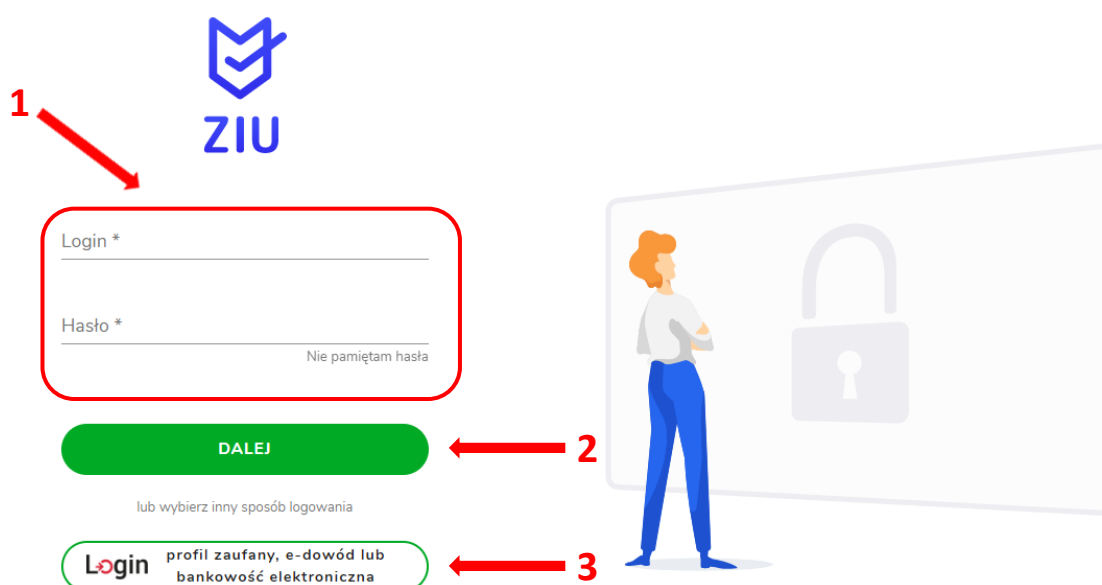 1
ZIU
Login *
Hasło *
Nie pamiętam hasła
DALEJ
2
lub wybierz inny sposób logowania
Login profil zaufany, e-dowód lub
bankowość elektroniczna
3